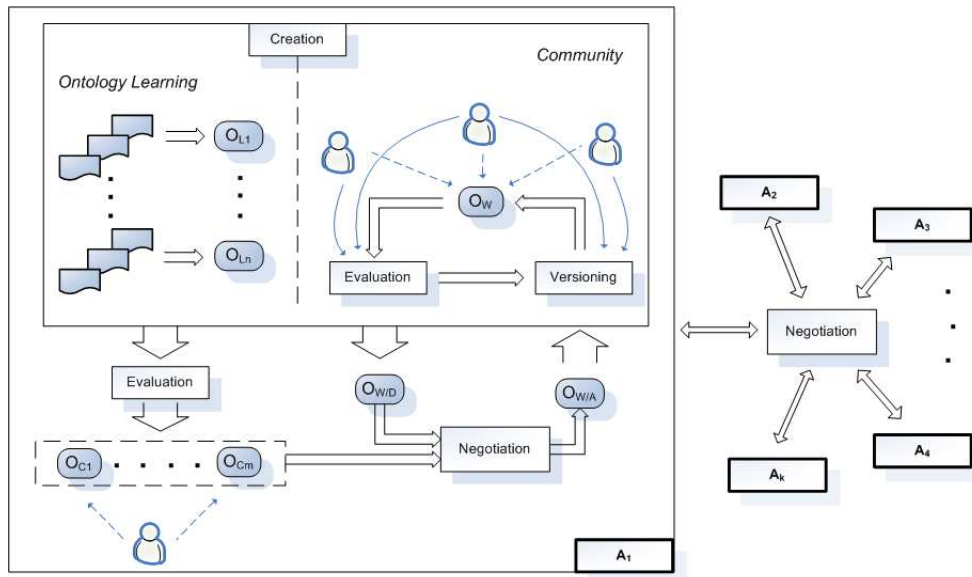 Creation
Community
Ontology Learning
O_L1
O_W
O_Ln
Evaluation
Versioning
A_2
A_3
Negotiation
Evaluation
O_W/D
O_W/A
Negotiation
O_C1
O_Cm
A_k
A_4
A_1